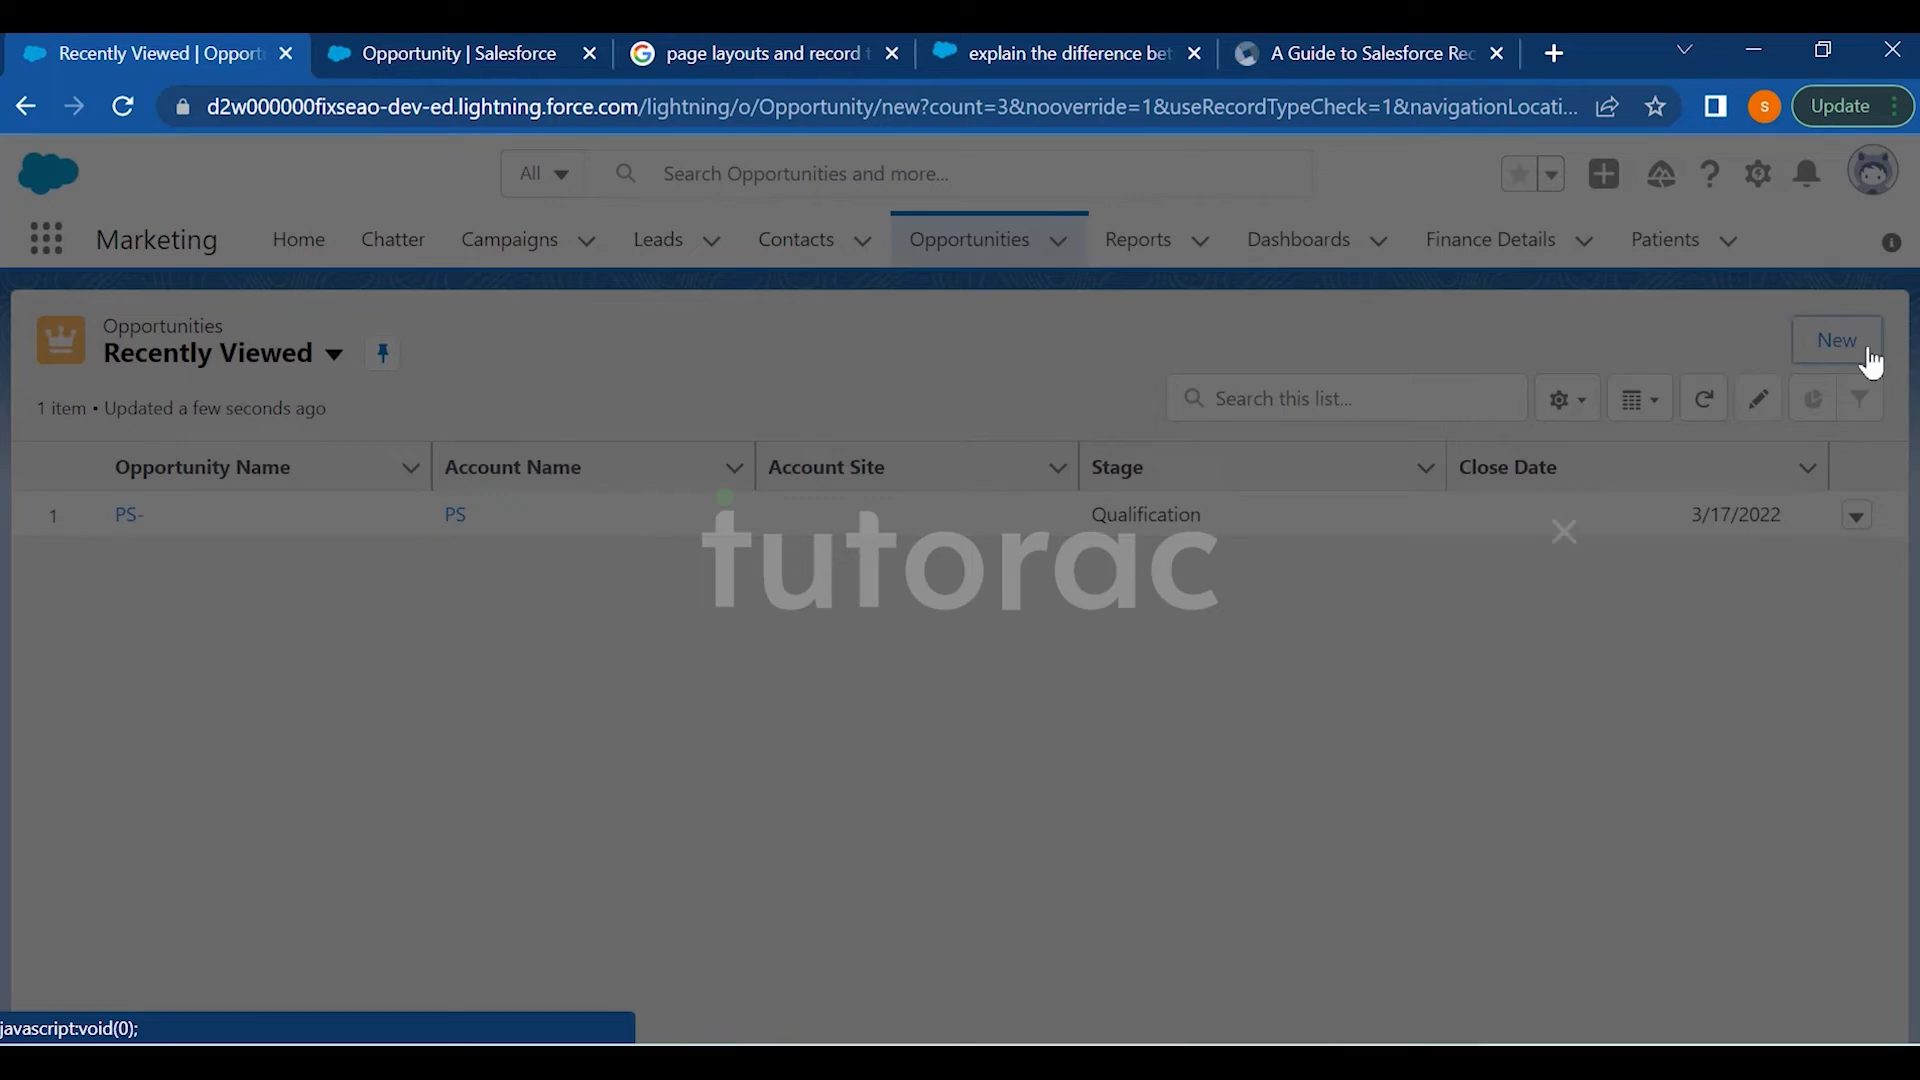 Recently Viewed | Opport
Opportunity | Salesforce
page layouts and record t
explain the difference bet
A Guide to Salesforce Rec
d2w000000fixseao-dev-ed.lightning.force.com/lightning/o/Opportunity/new?count=3&nooverride=1&useRecordTypeCheck=1&navigationLocati...
s
Update
All
Search Opportunities and more...
Marketing
Home
Chatter
Campaigns
Leads
Contacts
Opportunities
Reports
Dashboards
Finance Details
Patients
Opportunities
Recently Viewed
New
1 item • Updated a few seconds ago
Search this list...
Opportunity Name
Account Name
Account Site
Stage
Close Date
1
PS-
PS
Qualification
3/17/2022
tutorac
javascript:void(0);